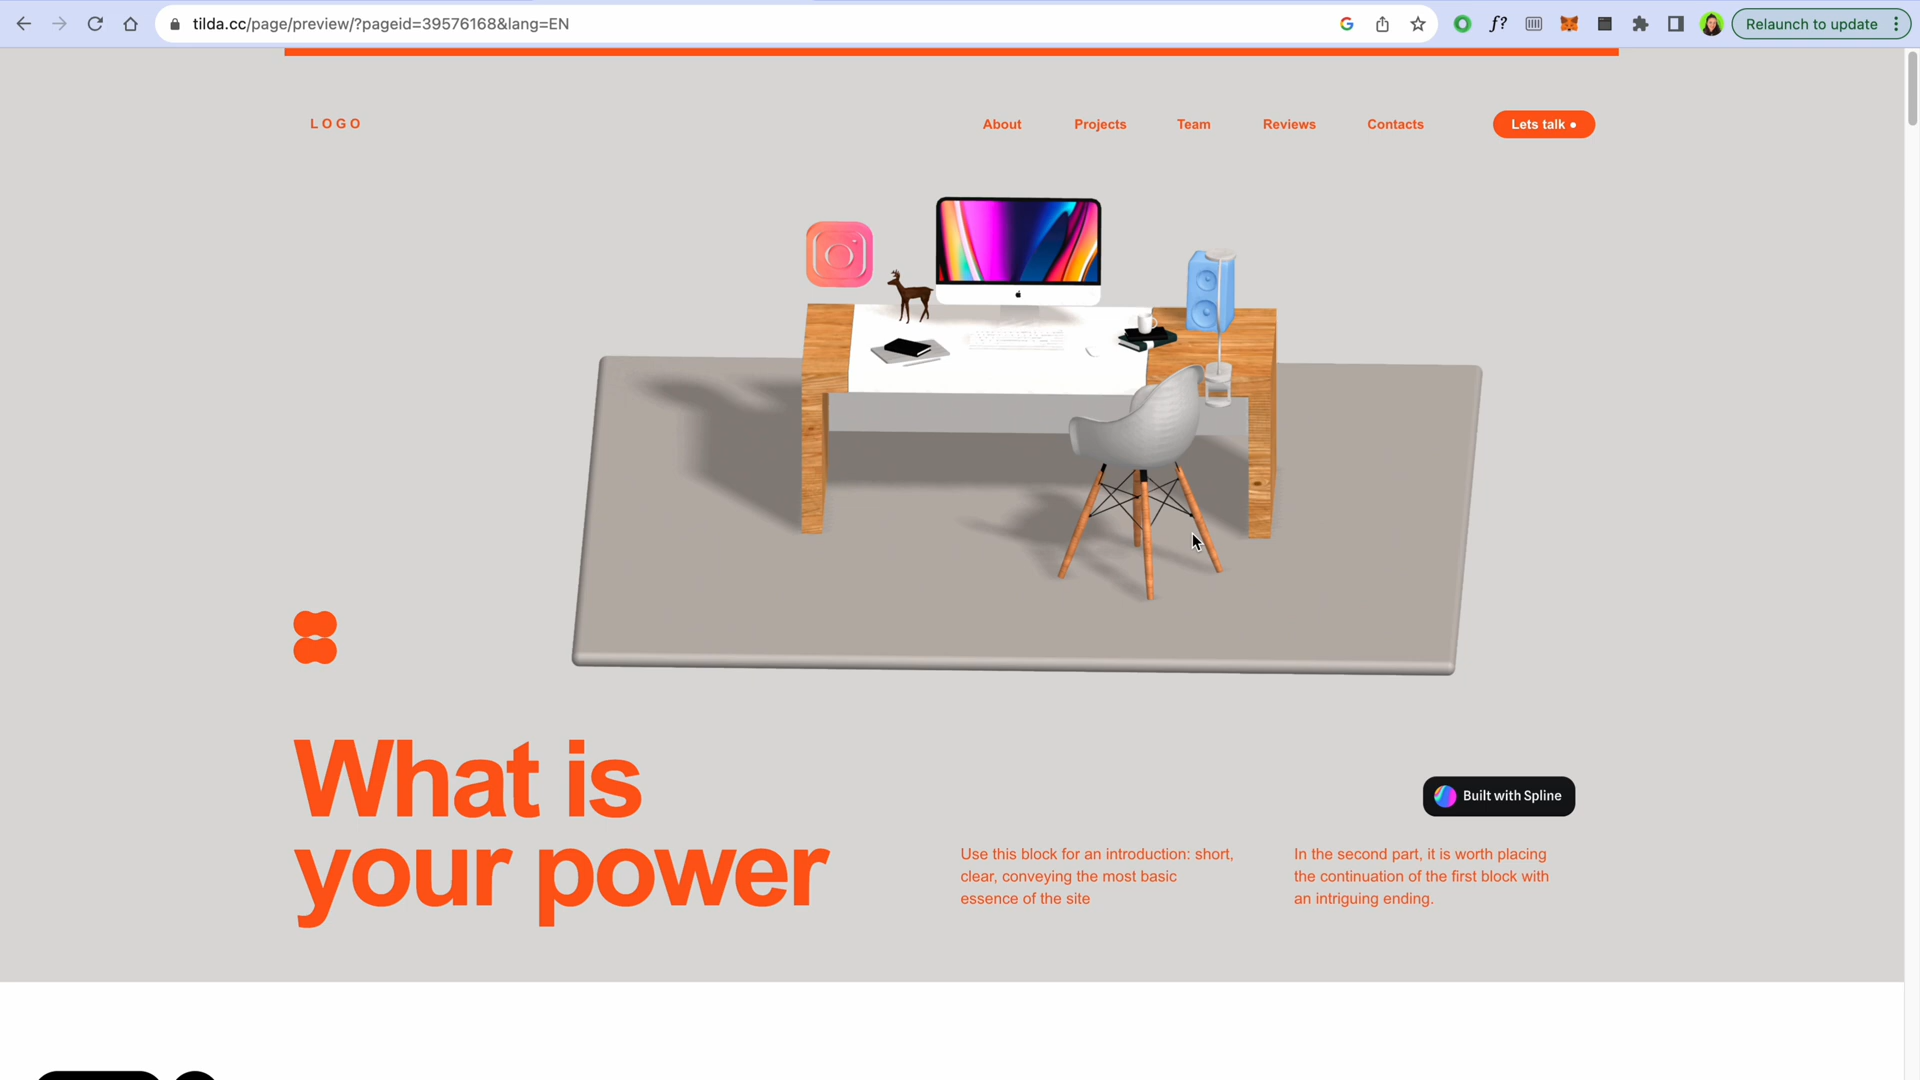 tilda.cc/page/preview/?pageid=39576168&lang=EN
f?
Relaunch to update
LOGO
About
Projects
Team
Reviews
Contacts
Lets talk •
What is
your power
Built with Spline
Use this block for an introduction: short,
clear, conveying the most basic
essence of the site
In the second part, it is worth placing
the continuation of the first block with
an intriguing ending.